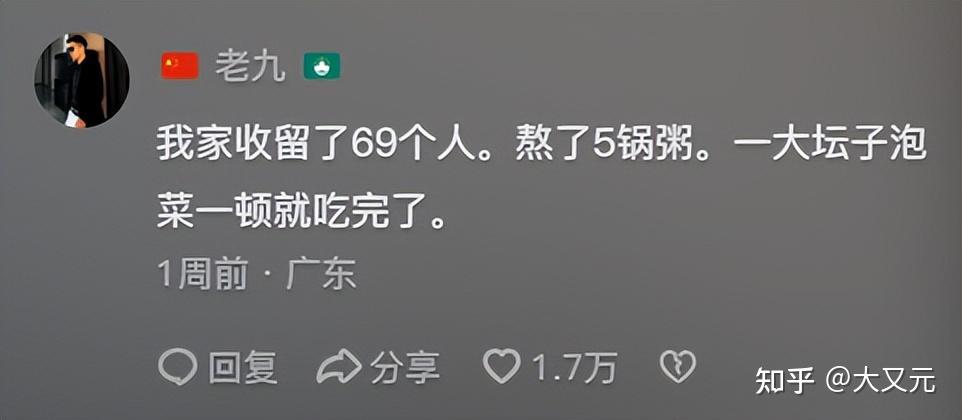 老九
我家收留了69个人。熬了5锅粥。一大坛子泡
菜一顿就吃完了。
1周前 · 广东
回复 分享 1.7万
知乎 @大又元